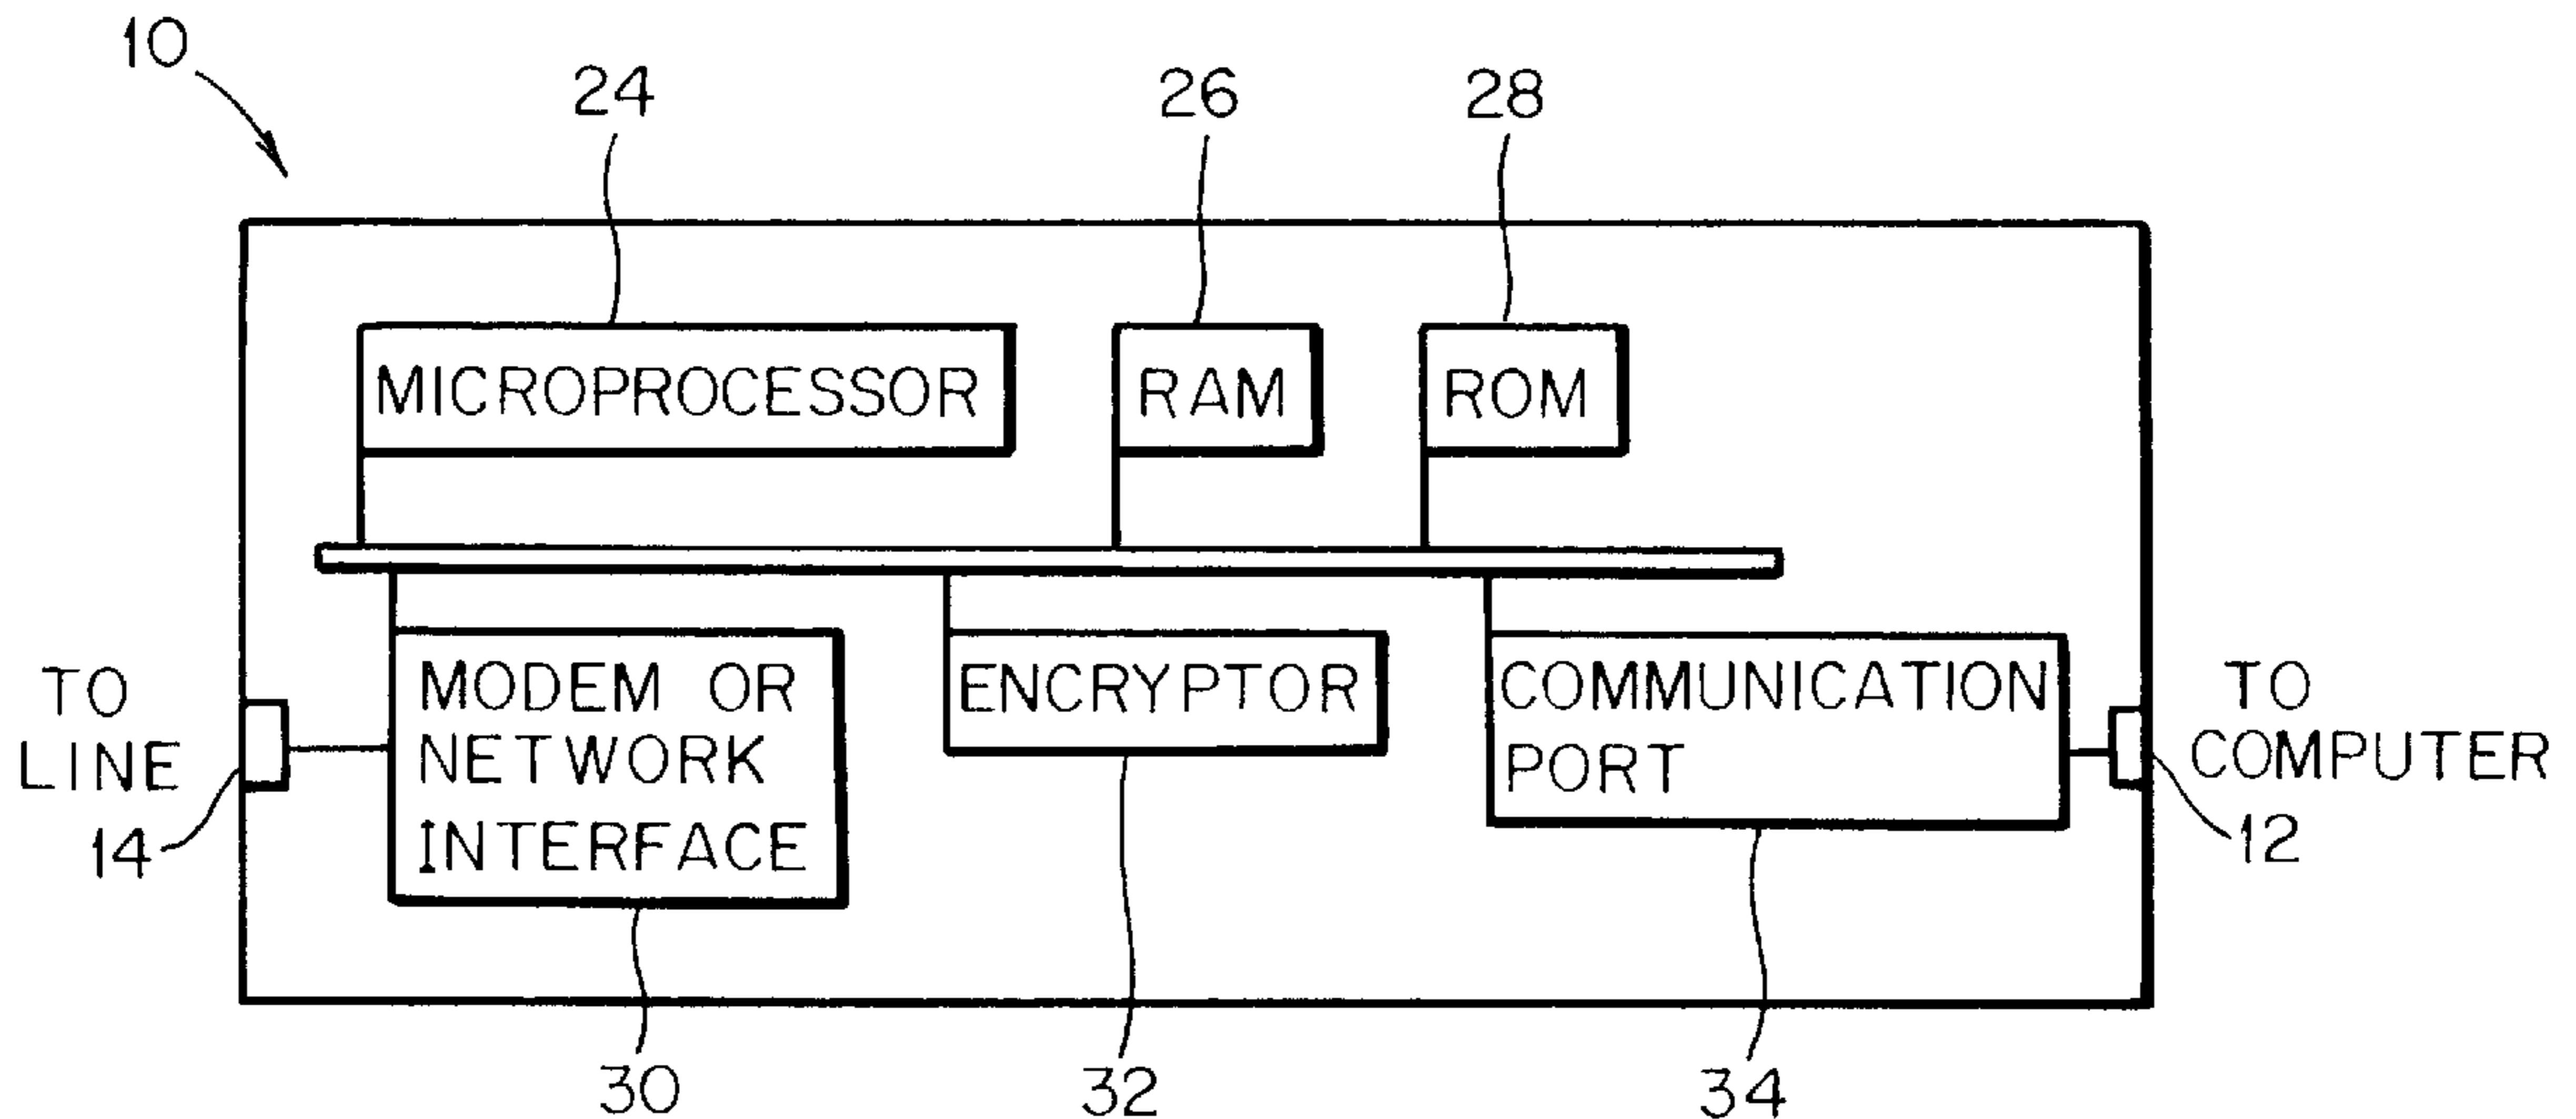 10
24
26
28
MICROPROCESSOR
RAM
ROM
TO
LINE
14
MODEM OR
NETWORK
INTERFACE
ENCRYPTOR
COMMUNICATION
PORT
TO
COMPUTER
12
30
32
34